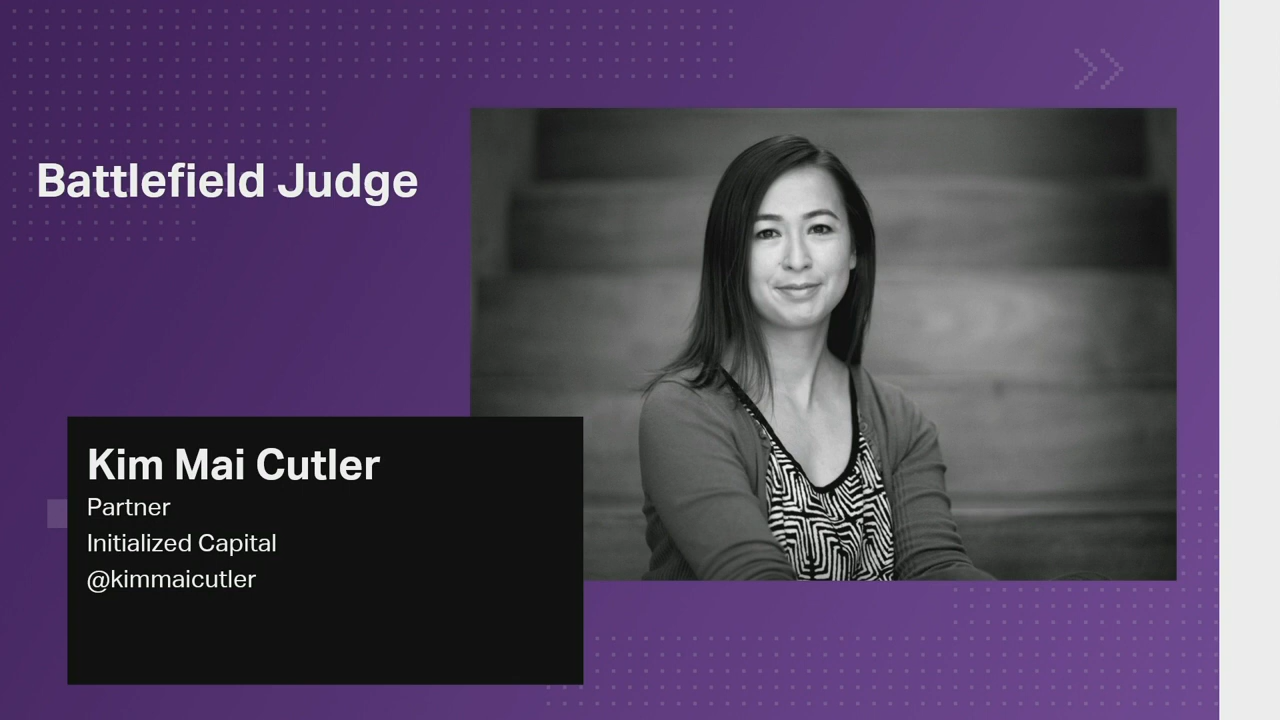 Battlefield Judge
Kim Mai Cutler
Partner
Initialized Capital
@kimmaicutler